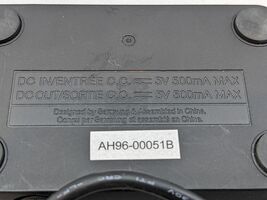 DC IN/ENTRÉE C.C. ⎓ 5V 500mA MAX
DC OUT/SORTIE C.C. ⎓ 5V 500mA MAX
Designed by Samsung & Assembled in China.
Conçu par Samsung et Assemblé en Chine.
AH96-00051B